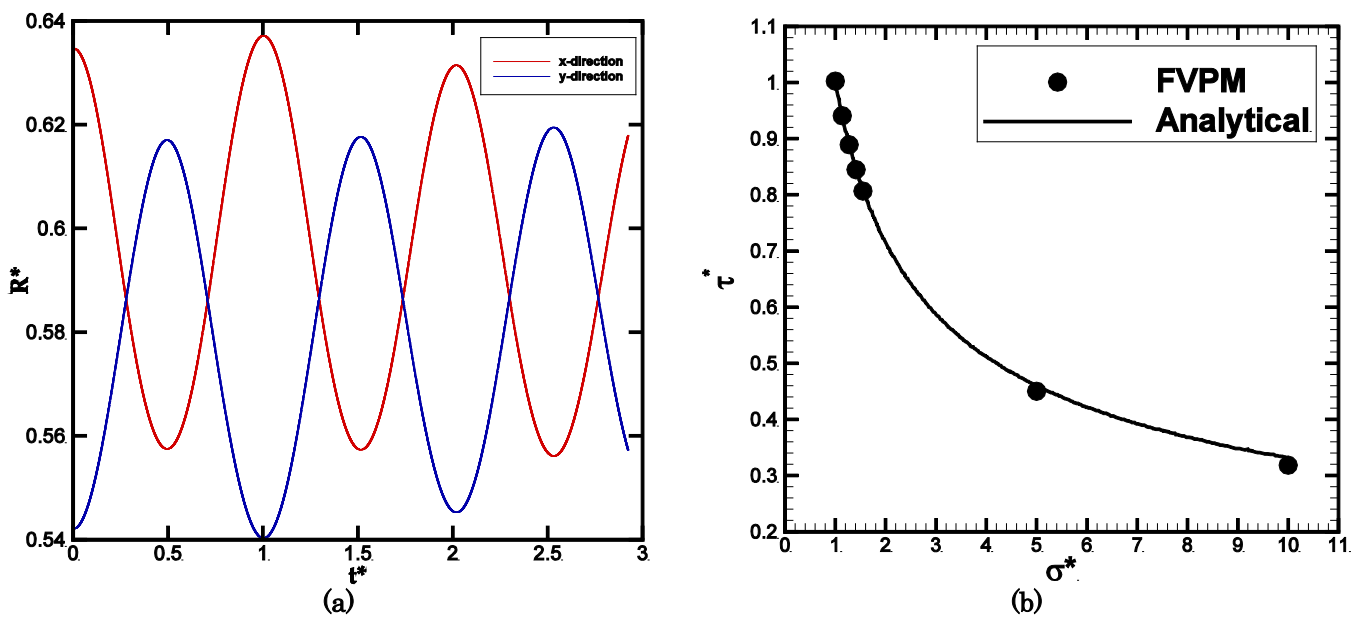 0.64
0.62
0.6
0.58
0.56
0.54
R*
0. 0.5 1. 1.5 2. 2.5 3.
t*
x-direction
y-direction
(a)
1.1
1.
0.9
0.8
0.7
0.6
0.5
0.4
0.3
0.2
τ*
0. 1. 2. 3. 4. 5. 6. 7. 8. 9. 10. 11.
σ*
FVPM
Analytical
(b)